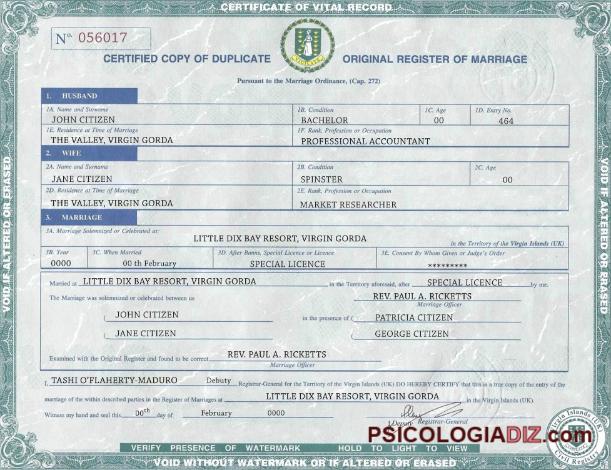 CERTIFICATE OF VITAL RECORD
Nº 056017
CERTIFIED COPY OF DUPLICATE ORIGINAL REGISTER OF MARRIAGE
Pursuant to the Marriage Ordinance, (Cap. 272)
1. HUSBAND
1A. Name and Surname 1B. Condition 1C. Age 1D. Entry No.
JOHN CITIZEN BACHELOR 00 464
1E. Residence at Time of Marriage 1F. Rank, Profession or Occupation
THE VALLEY, VIRGIN GORDA PROFESSIONAL ACCOUNTANT
2. WIFE
2A. Name and Surname 2B. Condition 2C. Age
JANE CITIZEN SPINSTER 00
2D. Residence at Time of Marriage 2E. Rank, Profession or Occupation
THE VALLEY, VIRGIN GORDA MARKET RESEARCHER
3. MARRIAGE
3A. Marriage Solemnized or Celebrated at:
LITTLE DIX BAY RESORT, VIRGIN GORDA in the Territory of the Virgin Islands (UK)
3B. Year 3C. When Married 3D. After Banns, Special Licence or Licence 3E. Consent By Whom Given or Judge's Order
0000 00 th February SPECIAL LICENCE *********
Married at LITTLE DIX BAY RESORT, VIRGIN GORDA in the Territory aforesaid, after SPECIAL LICENCE by me.
The Marriage was solemnized or celebrated between us REV. PAUL A. RICKETTS
Marriage Officer
JOHN CITIZEN in the presence of PATRICIA CITIZEN
JANE CITIZEN GEORGE CITIZEN
Examined with the Original Register and found to be correct REV. PAUL A. RICKETTS
Marriage Officer
I, TASHI O'FLAHERTY-MADURO Deputy Registrar-General for the Territory of the Virgin Islands (UK) DO HEREBY CERTIFY that this is a true copy of the entry of the
marriage of the within described parties in the Register of Marriages at LITTLE DIX BAY RESORT, VIRGIN GORDA in the Virgin Islands (UK)
Witness my hand and seal this 00th day of February 0000
Deputy Registrar-General
PSICOLOGIADIZ.COM
VERIFY PRESENCE OF WATERMARK HOLD TO LIGHT TO VIEW
VOID WITHOUT WATERMARK OR IF ALTERED OR ERASED
VOID IF ALTERED OR ERASED
VOID IF ALTERED OR ERASED